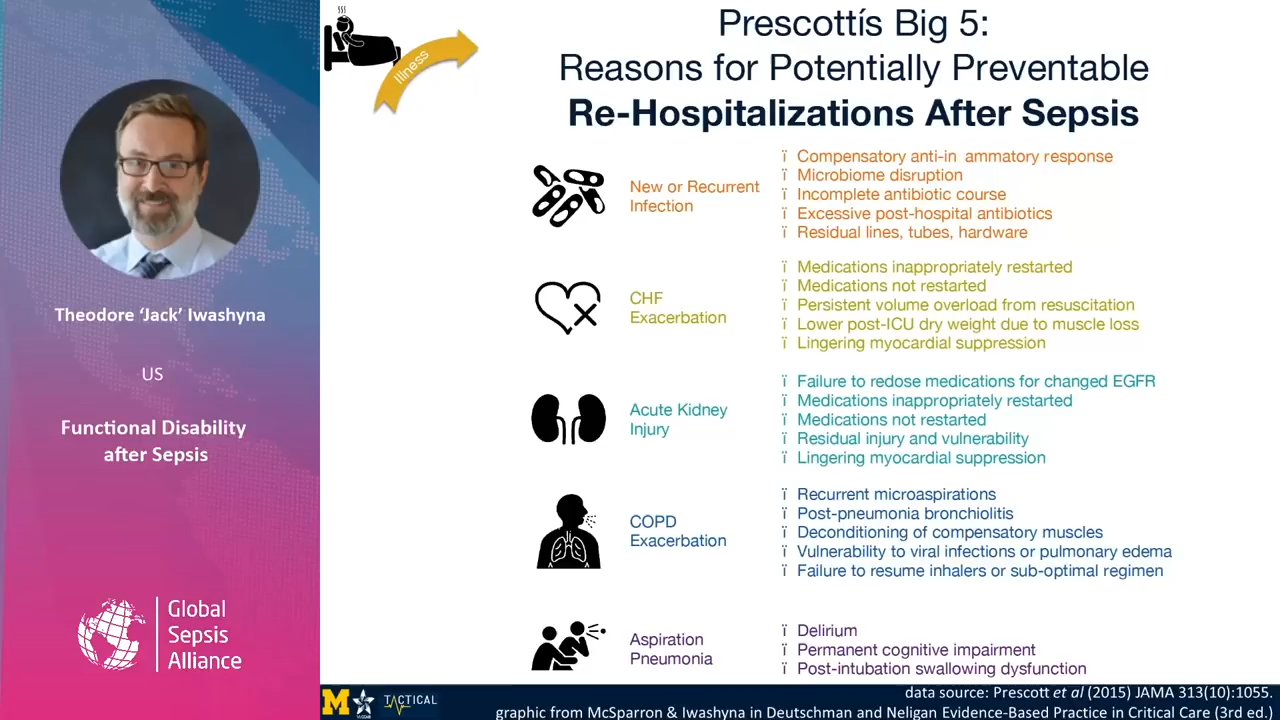 Theodore ‘Jack’ Iwashyna
US
Functional Disability
after Sepsis
Global
Sepsis
Alliance
Illness
Prescottís Big 5:
Reasons for Potentially Preventable
Re-Hospitalizations After Sepsis
New or Recurrent
Infection
ï Compensatory anti-in ammatory response
ï Microbiome disruption
ï Incomplete antibiotic course
ï Excessive post-hospital antibiotics
ï Residual lines, tubes, hardware
CHF
Exacerbation
ï Medications inappropriately restarted
ï Medications not restarted
ï Persistent volume overload from resuscitation
ï Lower post-ICU dry weight due to muscle loss
ï Lingering myocardial suppression
Acute Kidney
Injury
ï Failure to redose medications for changed EGFR
ï Medications inappropriately restarted
ï Medications not restarted
ï Residual injury and vulnerability
ï Lingering myocardial suppression
COPD
Exacerbation
ï Recurrent microaspirations
ï Post-pneumonia bronchiolitis
ï Deconditioning of compensatory muscles
ï Vulnerability to viral infections or pulmonary edema
ï Failure to resume inhalers or sub-optimal regimen
Aspiration
Pneumonia
ï Delirium
ï Permanent cognitive impairment
ï Post-intubation swallowing dysfunction
M
TACTICAL
data source: Prescott et al (2015) JAMA 313(10):1055.
graphic from McSparron & Iwashyna in Deutschman and Neligan Evidence-Based Practice in Critical Care (3rd ed.)